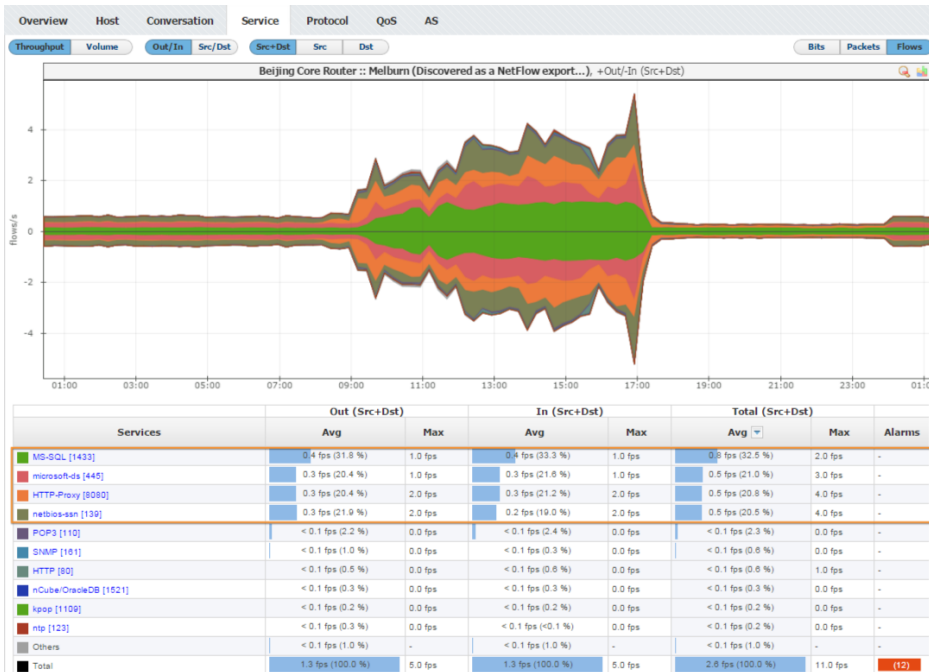 Overview Host Conversation Service Protocol QoS AS
Throughput Volume Out/In Src/Dst Src+Dst Src Dst Bits Packets Flows
Beijing Core Router :: Melburn (Discovered as a NetFlow export...), +Out/-In (Src+Dst)
4
2
0
-2
-4
flows/s
01:00 03:00 05:00 07:00 09:00 11:00 13:00 15:00 17:00 19:00 21:00 23:00 01:0
Out (Src+Dst) In (Src+Dst) Total (Src+Dst)
Services Avg Max Avg Max Avg Max Alarms
MS-SQL [1433] 0.4 fps (31.8 %) 1.0 fps 0.4 fps (33.3 %) 1.0 fps 0.8 fps (32.5 %) 2.0 fps -
microsoft-ds [445] 0.3 fps (20.4 %) 1.0 fps 0.3 fps (21.6 %) 1.0 fps 0.5 fps (21.0 %) 3.0 fps -
HTTP-Proxy [8080] 0.3 fps (20.4 %) 2.0 fps 0.3 fps (21.2 %) 2.0 fps 0.5 fps (20.8 %) 4.0 fps -
netbios-ssn [139] 0.3 fps (21.9 %) 2.0 fps 0.2 fps (19.0 %) 2.0 fps 0.5 fps (20.5 %) 4.0 fps -
POP3 [110] < 0.1 fps (2.2 %) 0.0 fps < 0.1 fps (2.4 %) 0.0 fps < 0.1 fps (2.3 %) 0.0 fps -
SNMP [161] < 0.1 fps (1.0 %) 0.0 fps < 0.1 fps (0.3 %) 0.0 fps < 0.1 fps (0.6 %) 0.0 fps -
HTTP [80] < 0.1 fps (0.5 %) 0.0 fps < 0.1 fps (0.6 %) 0.0 fps < 0.1 fps (0.6 %) 1.0 fps -
nCube/OracleDB [1521] < 0.1 fps (0.3 %) 0.0 fps < 0.1 fps (0.3 %) 0.0 fps < 0.1 fps (0.3 %) 0.0 fps -
kpop [1109] < 0.1 fps (0.2 %) 0.0 fps < 0.1 fps (0.2 %) 0.0 fps < 0.1 fps (0.2 %) 0.0 fps -
ntp [123] < 0.1 fps (0.3 %) 0.0 fps < 0.1 fps (<0.1 %) 0.0 fps < 0.1 fps (0.2 %) 0.0 fps -
Others < 0.1 fps (1.0 %) - < 0.1 fps (1.0 %) - < 0.1 fps (1.0 %) - -
Total 1.3 fps (100.0 %) 5.0 fps 1.3 fps (100.0 %) 5.0 fps 2.6 fps (100.0 %) 11.0 fps (12)